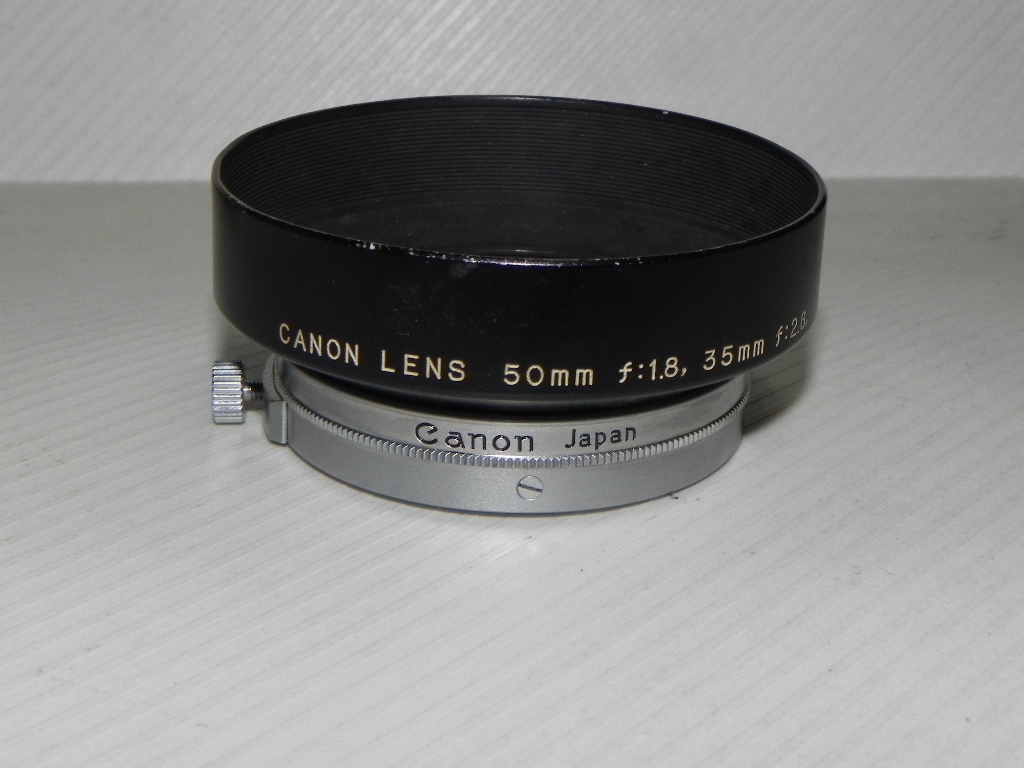 CANON LENS 50mm f:1.8, 35mm f:2.8,
Canon Japan